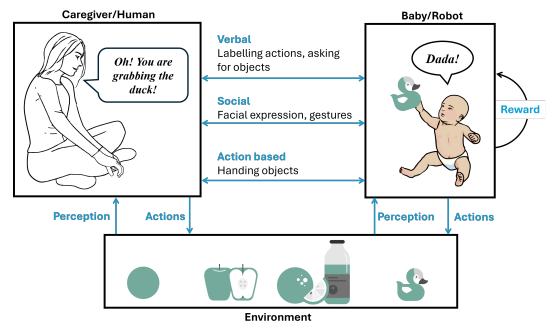 Caregiver/Human
Baby/Robot
Oh! You are
grabbing the
duck!
Verbal
Labelling actions, asking
for objects
Social
Facial expression, gestures
Action based
Handing objects
Dada!
Reward
Perception
Actions
Perception
Actions
Environment